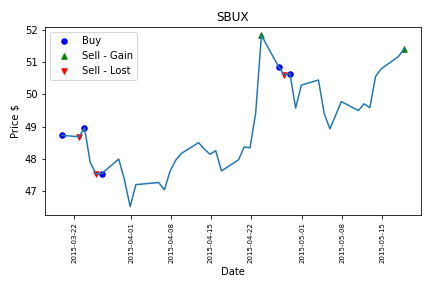 SBUX
Buy
Sell - Gain
Sell - Lost
Price $
52
51
50
49
48
47
2015-03-22
2015-04-01
2015-04-08
2015-04-15
2015-04-22
2015-05-01
2015-05-08
2015-05-15
Date